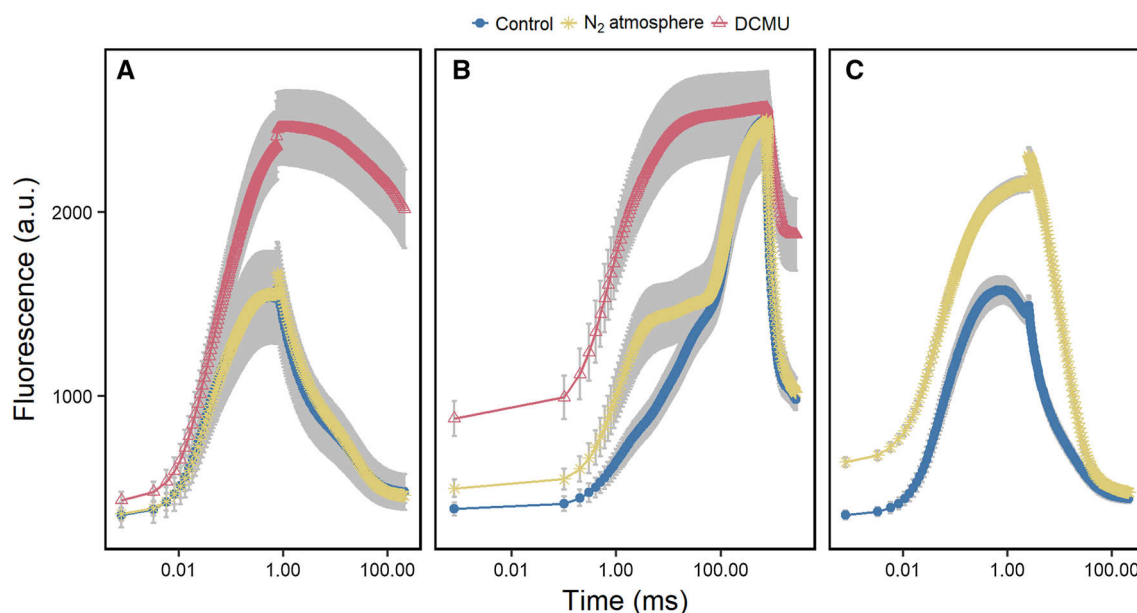 Control N₂ atmosphere DCMU
A B C
Fluorescence (a.u.)
2000
1000
0.01 1.00 100.00 0.01 1.00 100.00 0.01 1.00 100.00
Time (ms)